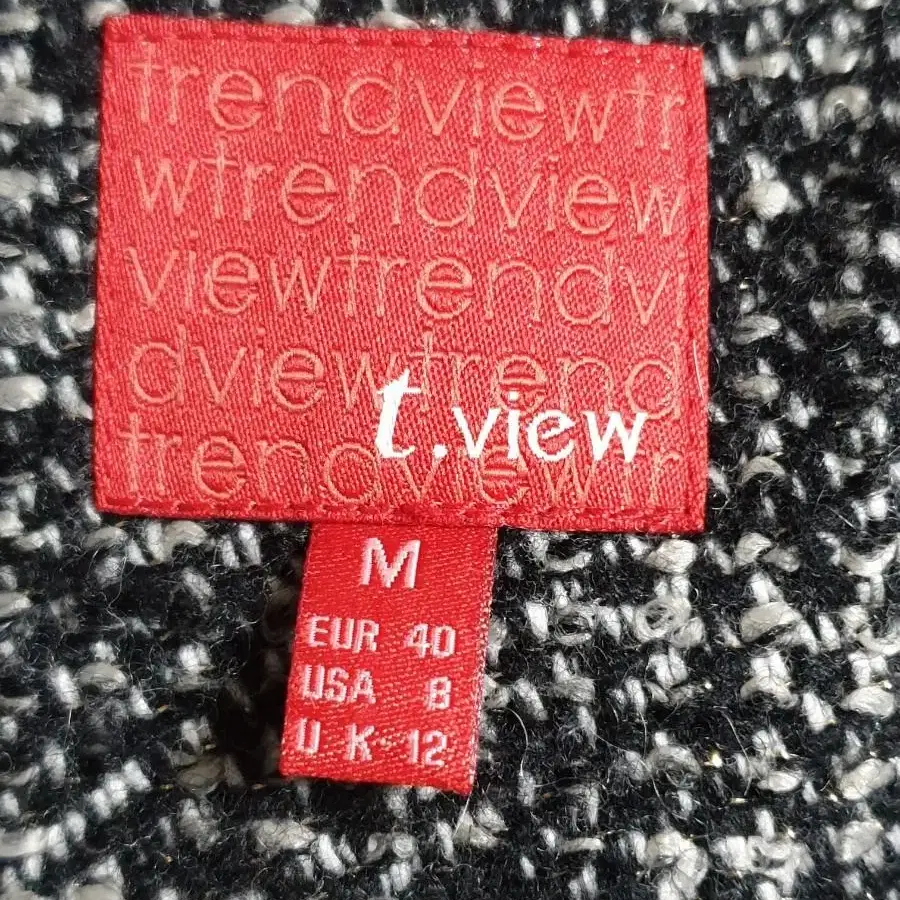 trendviewtr
wtrendview
viewtrendvi
dviewtrend
t.view
trendviewtr
M
EUR 40
USA 8
U K 12